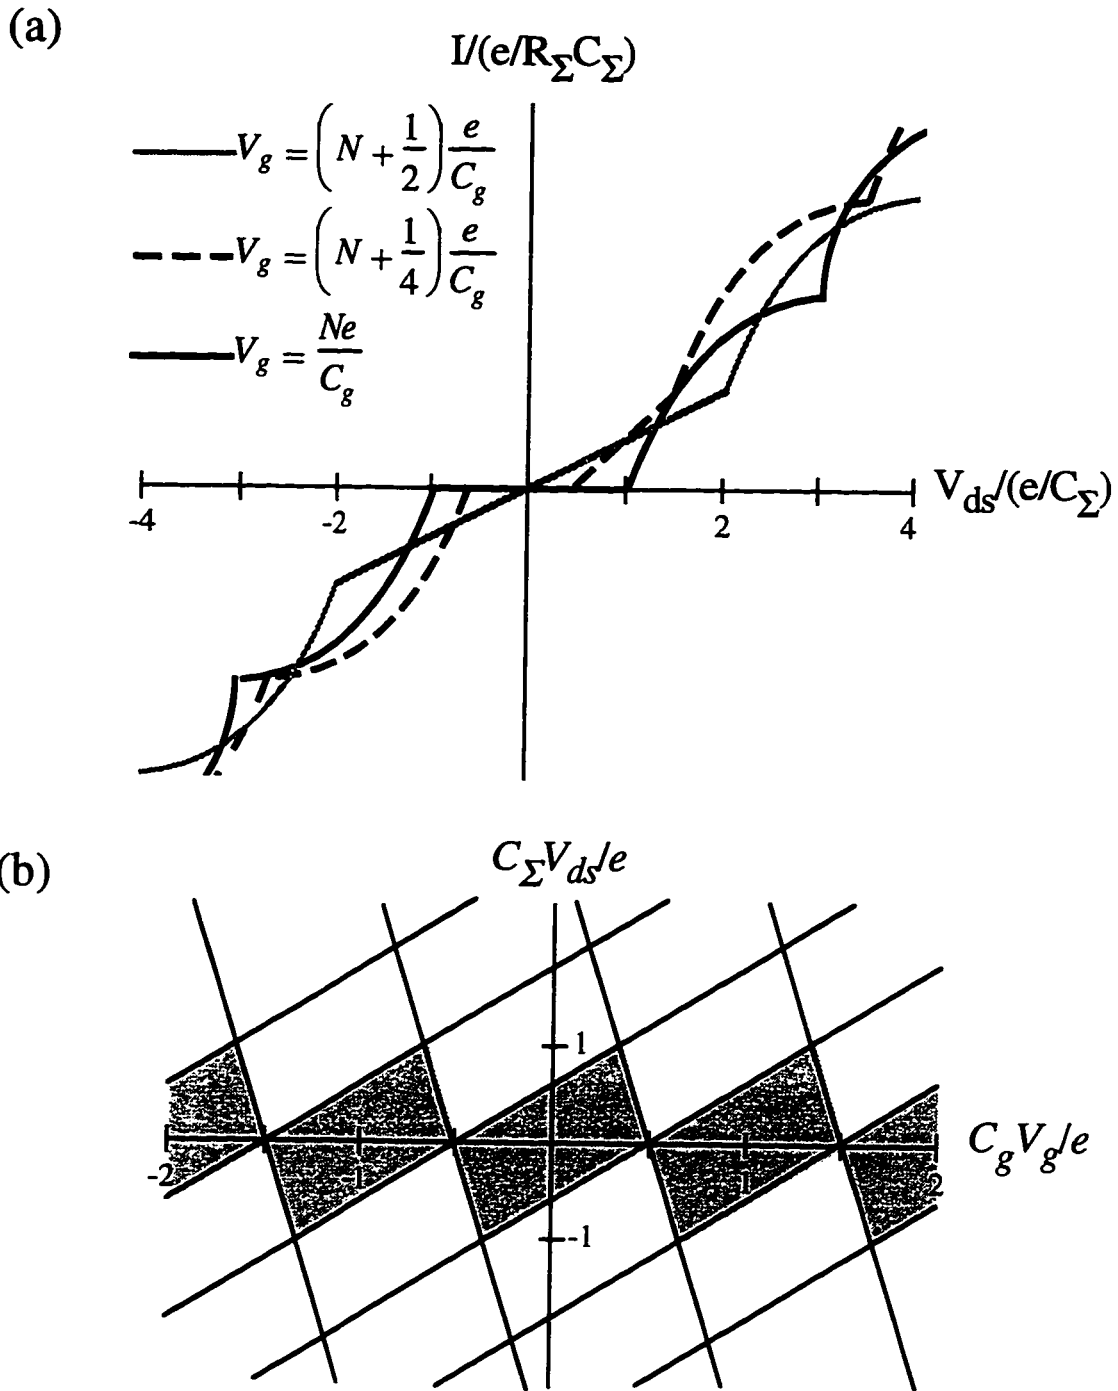 (a)
I/(e/R_ΣC_Σ)
V_g = (N + 1/2) e/C_g
V_g = (N + 1/4) e/C_g
V_g = Ne/C_g
V_ds/(e/C_Σ)
-4 -2 2 4
(b)
C_ΣV_ds/e
1
C_gV_g/e
-2 -1 1 2
-1